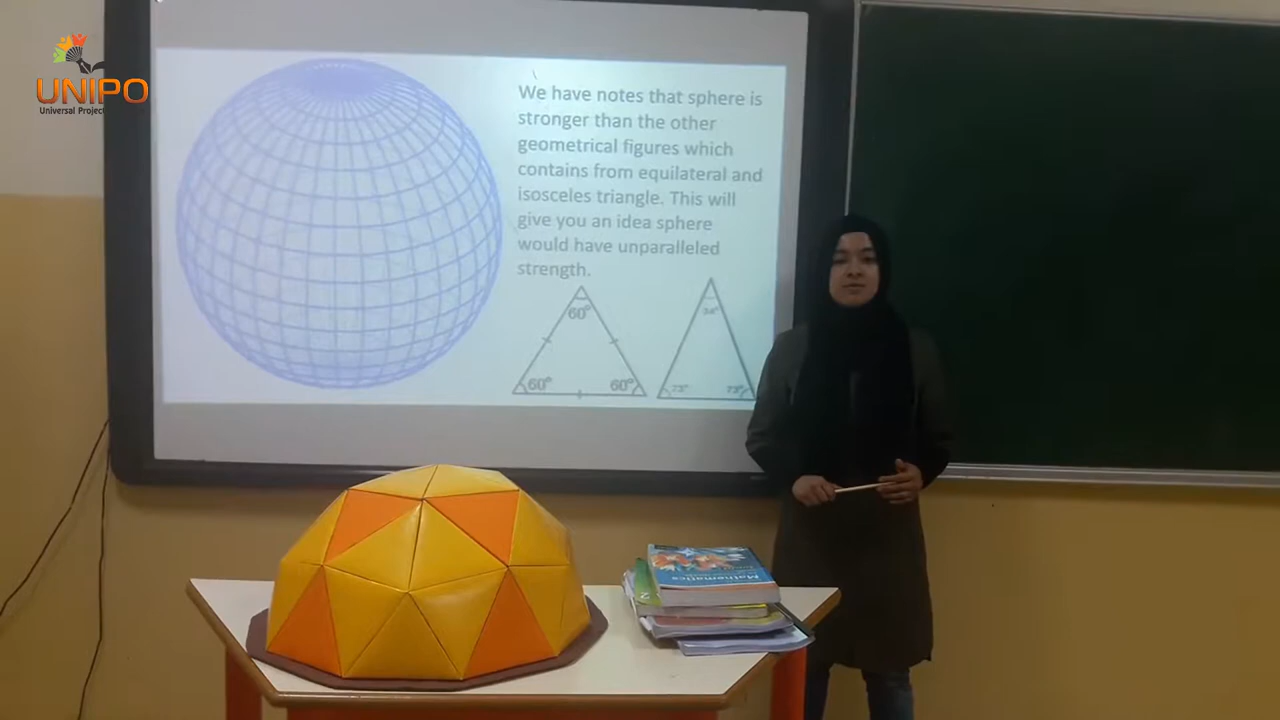 UNIPO
Universal Project
We have notes that sphere is
stronger than the other
geometrical figures which
contains from equilateral and
isosceles triangle. This will
give you an idea sphere
would have unparalleled
strength.
60°
60° 60°
34°
73° 73°
Mathematics
2